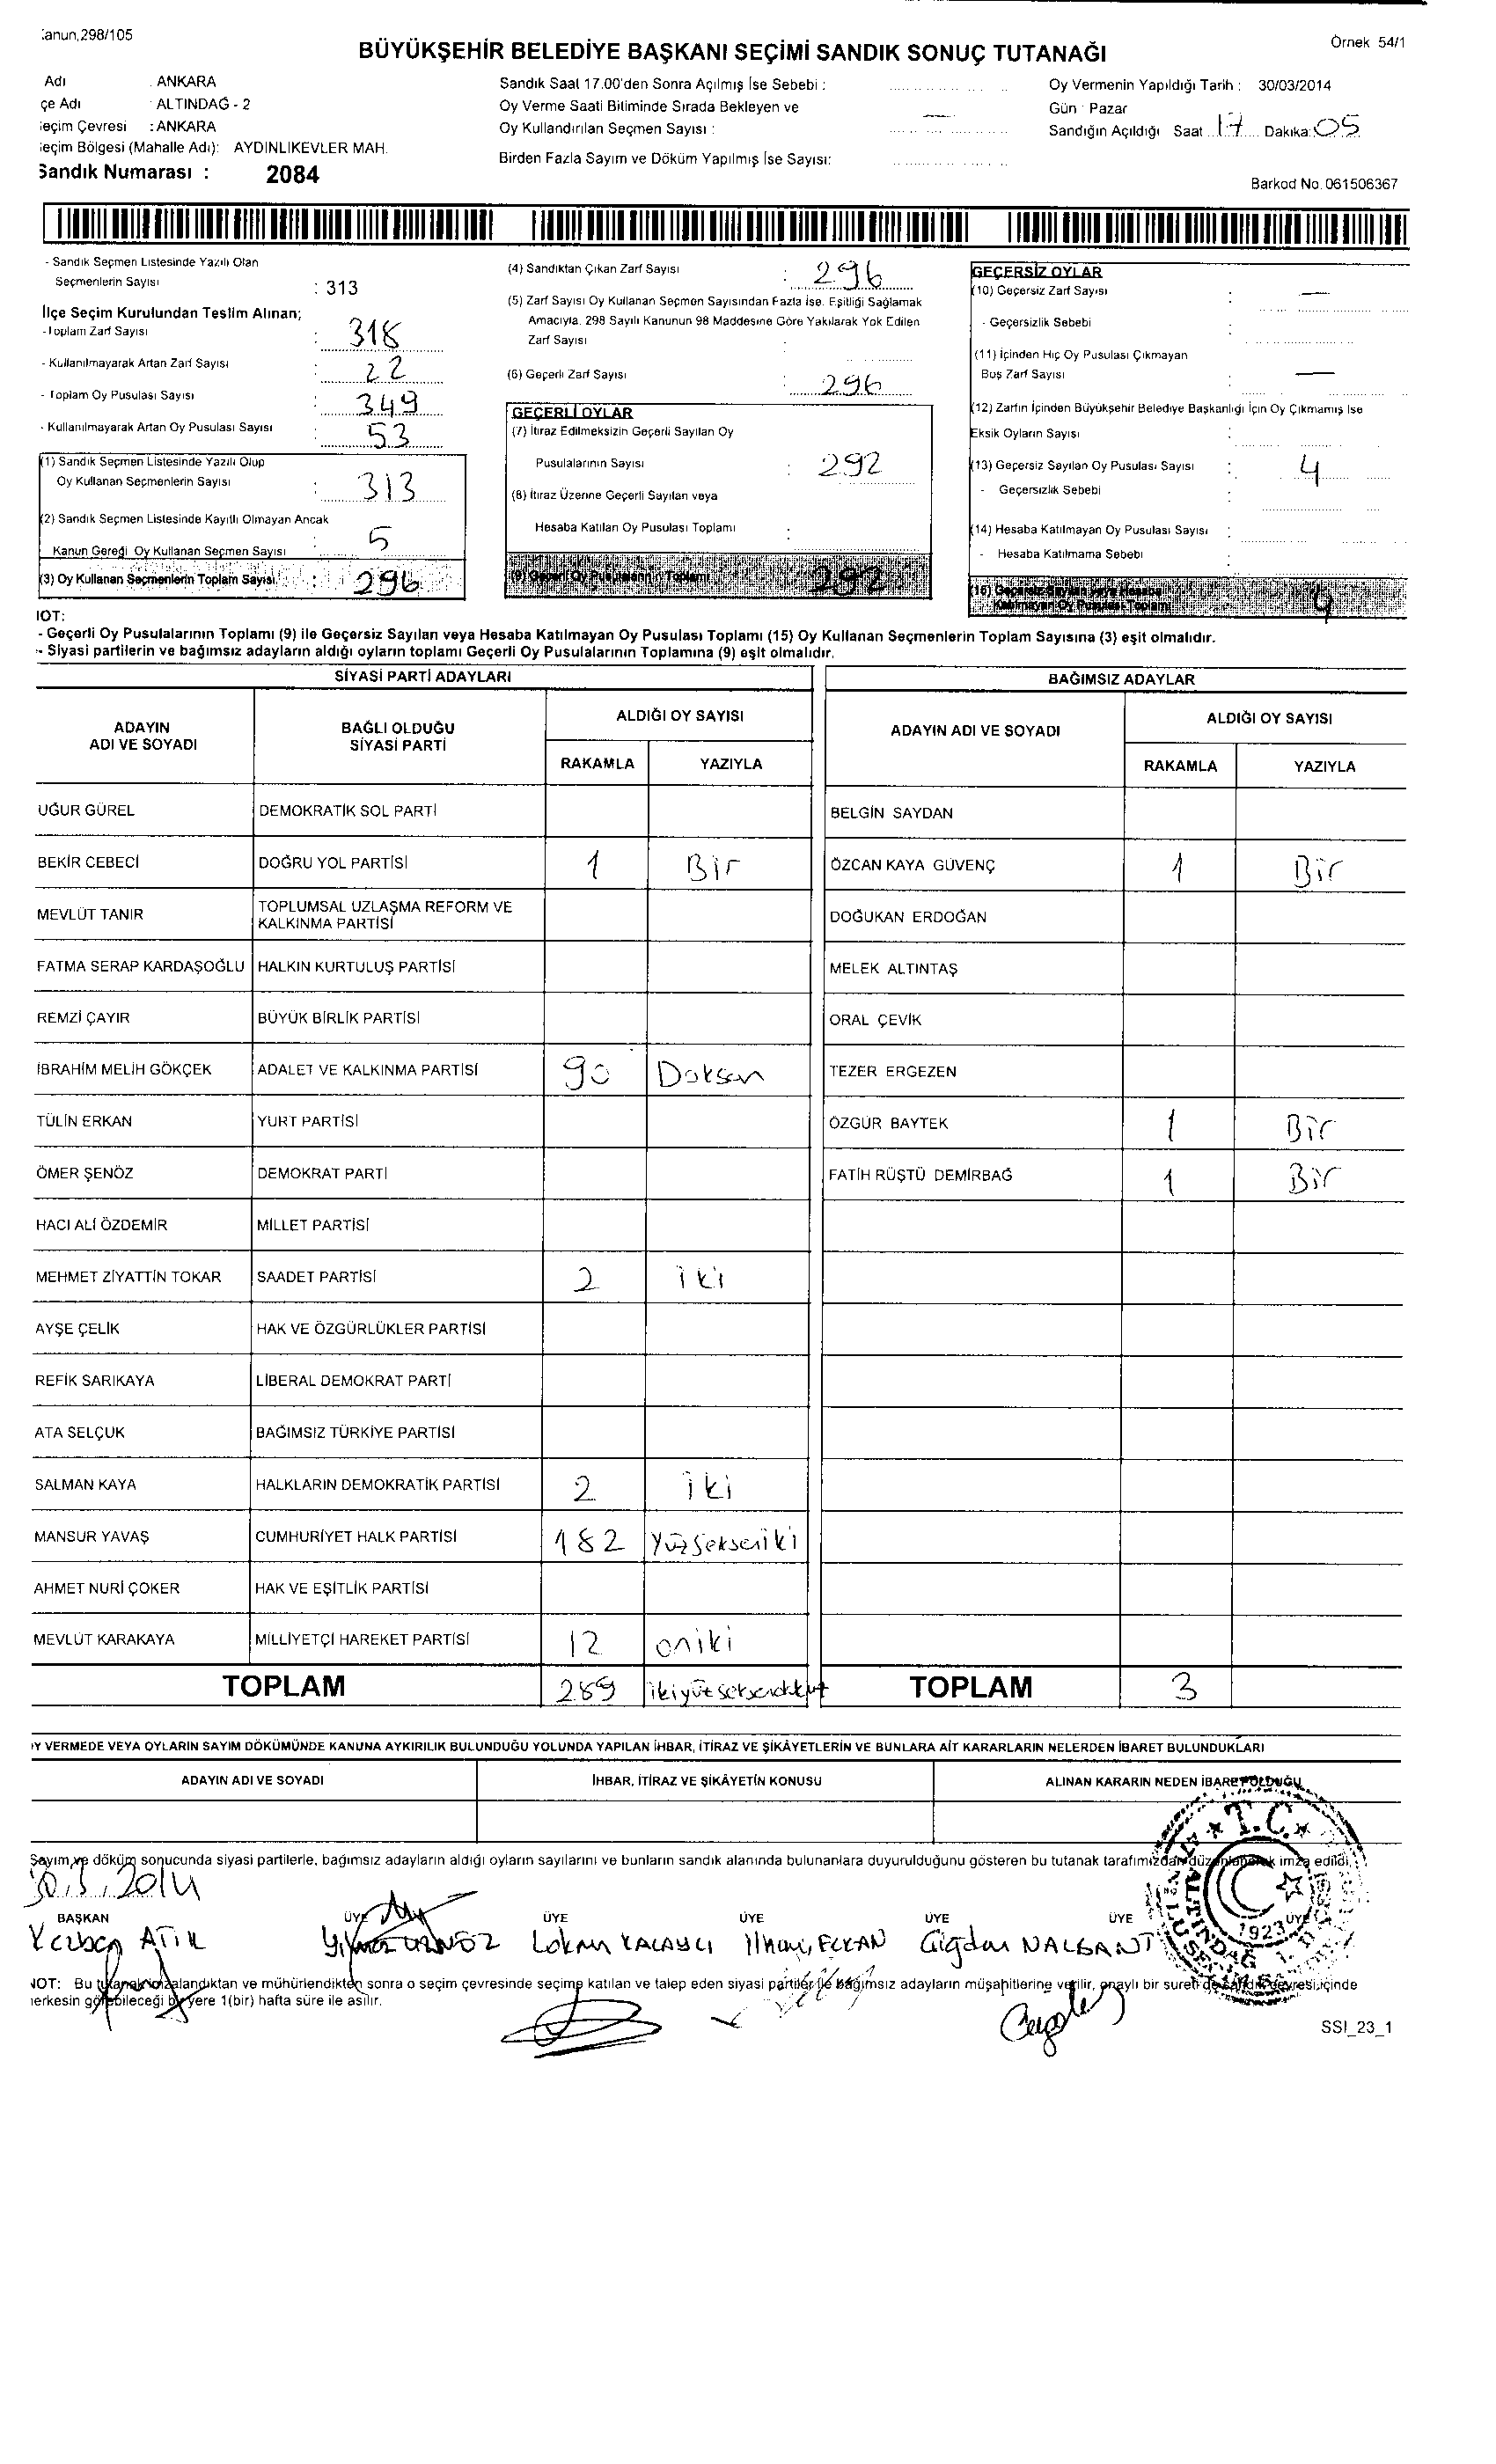 anun,298/105
Örnek 54/1
BÜYÜKŞEHİR BELEDİYE BAŞKANI SEÇİMİ SANDIK SONUÇ TUTANAĞI
Adı : ANKARA
çe Adı : ALTINDAĞ - 2
eçim Çevresi : ANKARA
eçim Bölgesi (Mahalle Adı): AYDINLIKEVLER MAH.
Sandık Numarası : 2084
Sandık Saat 17.00'den Sonra Açılmış İse Sebebi :
Oy Verme Saati Bitiminde Sırada Bekleyen ve
Oy Kullandırılan Seçmen Sayısı : —
Birden Fazla Sayım ve Döküm Yapılmış İse Sayısı:
Oy Vermenin Yapıldığı Tarih : 30/03/2014
Gün : Pazar
Sandığın Açıldığı Saat 17 Dakika: 05
Barkod No. 061506367
- Sandık Seçmen Listesinde Yazılı Olan
Seçmenlerin Sayısı : 313
İlçe Seçim Kurulundan Teslim Alınan;
- Toplam Zarf Sayısı : 318
- Kullanılmayarak Artan Zarf Sayısı : 22
- Toplam Oy Pusulası Sayısı : 349
- Kullanılmayarak Artan Oy Pusulası Sayısı : 53
(1) Sandık Seçmen Listesinde Yazılı Olup
Oy Kullanan Seçmenlerin Sayısı : 313
(2) Sandık Seçmen Listesinde Kayıtlı Olmayan Ancak
Kanun Gereği Oy Kullanan Seçmen Sayısı : 5
(3) Oy Kullanan Seçmenlerin Toplam Sayısı : 296
(4) Sandıktan Çıkan Zarf Sayısı : 296
(5) Zarf Sayısı Oy Kullanan Seçmen Sayısından Fazla İse, Eşitliği Sağlamak
Amacıyla, 298 Sayılı Kanunun 98 Maddesine Göre Yakılarak Yok Edilen
Zarf Sayısı :
(6) Geçerli Zarf Sayısı : 296
GEÇERLİ OYLAR
(7) İtiraz Edilmeksizin Geçerli Sayılan Oy
Pusulalarının Sayısı : 292
(8) İtiraz Üzerine Geçerli Sayılan veya
Hesaba Katılan Oy Pusulası Toplamı :
(9) Geçerli Oy Pusulalarının Toplamı 292
GEÇERSİZ OYLAR
(10) Geçersiz Zarf Sayısı : —
- Geçersizlik Sebebi :
(11) İçinden Hiç Oy Pusulası Çıkmayan
Boş Zarf Sayısı : —
(12) Zarfın İçinden Büyükşehir Belediye Başkanlığı İçin Oy Çıkmamış İse
Eksik Oyların Sayısı :
(13) Geçersiz Sayılan Oy Pusulası Sayısı : 4
- Geçersizlik Sebebi :
(14) Hesaba Katılmayan Oy Pusulası Sayısı :
- Hesaba Katılmama Sebebi :
(15) Geçersiz Sayılan veya Hesaba
Katılmayan Oy Pusulası Toplamı 4
NOT:
- Geçerli Oy Pusulalarının Toplamı (9) ile Geçersiz Sayılan veya Hesaba Katılmayan Oy Pusulası Toplamı (15) Oy Kullanan Seçmenlerin Toplam Sayısına (3) eşit olmalıdır.
- Siyasi partilerin ve bağımsız adayların aldığı oyların toplamı Geçerli Oy Pusulalarının Toplamına (9) eşit olmalıdır.
SİYASİ PARTİ ADAYLARI
ADAYIN ADI VE SOYADI BAĞLI OLDUĞU SİYASİ PARTİ ALDIĞI OY SAYISI
RAKAMLA YAZIYLA
UĞUR GÜREL DEMOKRATİK SOL PARTİ
BEKİR CEBECİ DOĞRU YOL PARTİSİ 1 Bir
MEVLÜT TANIR TOPLUMSAL UZLAŞMA REFORM VE KALKINMA PARTİSİ
FATMA SERAP KARDAŞOĞLU HALKIN KURTULUŞ PARTİSİ
REMZİ ÇAYIR BÜYÜK BİRLİK PARTİSİ
İBRAHİM MELİH GÖKÇEK ADALET VE KALKINMA PARTİSİ 90 Doksan
TÜLİN ERKAN YURT PARTİSİ
ÖMER ŞENÖZ DEMOKRAT PARTİ
HACI ALİ ÖZDEMİR MİLLET PARTİSİ
MEHMET ZİYATTİN TOKAR SAADET PARTİSİ 2 iki
AYŞE ÇELİK HAK VE ÖZGÜRLÜKLER PARTİSİ
REFİK SARIKAYA LİBERAL DEMOKRAT PARTİ
ATA SELÇUK BAĞIMSIZ TÜRKİYE PARTİSİ
SALMAN KAYA HALKLARIN DEMOKRATİK PARTİSİ 2 iki
MANSUR YAVAŞ CUMHURİYET HALK PARTİSİ 182 Yüzsekseniki
AHMET NURİ ÇOKER HAK VE EŞİTLİK PARTİSİ
MEVLÜT KARAKAYA MİLLİYETÇİ HAREKET PARTİSİ 12 oniki
TOPLAM 289 ikiyüzseksendokuz
BAĞIMSIZ ADAYLAR
ADAYIN ADI VE SOYADI ALDIĞI OY SAYISI
RAKAMLA YAZIYLA
BELGİN SAYDAN
ÖZCAN KAYA GÜVENÇ 1 Bir
DOĞUKAN ERDOĞAN
MELEK ALTINTAŞ
ORAL ÇEVİK
TEZER ERGEZEN
ÖZGÜR BAYTEK 1 Bir
FATİH RÜŞTÜ DEMİRBAĞ 1 Bir
TOPLAM 3
Y VERMEDE VEYA OYLARIN SAYIM DÖKÜMÜNDE KANUNA AYKIRILIK BULUNDUĞU YOLUNDA YAPILAN İHBAR, İTİRAZ VE ŞİKÂYETLERİN VE BUNLARA AİT KARARLARIN NELERDEN İBARET BULUNDUKLARI
ADAYIN ADI VE SOYADI İHBAR, İTİRAZ VE ŞİKÂYETİN KONUSU ALINAN KARARIN NEDEN İBARET OLDUĞU
Sayım ve döküm sonucunda siyasi partilerle, bağımsız adayların aldığı oyların sayılarını ve bunların sandık alanında bulunanlara duyurulduğunu gösteren bu tutanak tarafımızdan düzenlenerek imza edildi.
30.3.2014
BAŞKAN ÜYE ÜYE ÜYE ÜYE ÜYE ÜYE
ATİK Lokman KALAYCI İlhan Çiğdem NALBANT
T.C.
ALTINDAĞ
1923
NOT: Bu tutanak imzalandıktan ve mühürlendikten sonra o seçim çevresinde seçime katılan ve talep eden siyasi partiler ile bağımsız adayların müşahitlerine verilir, onaylı bir sureti de sandık çevresi içinde
herkesin görebileceği bir yere 1(bir) hafta süre ile asılır.
SSI_23_1